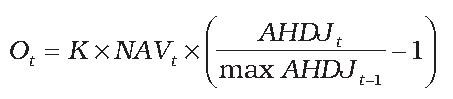 O_t = K × NAV_t × ( AHDJ_t / max AHDJ_{t−1} − 1 )